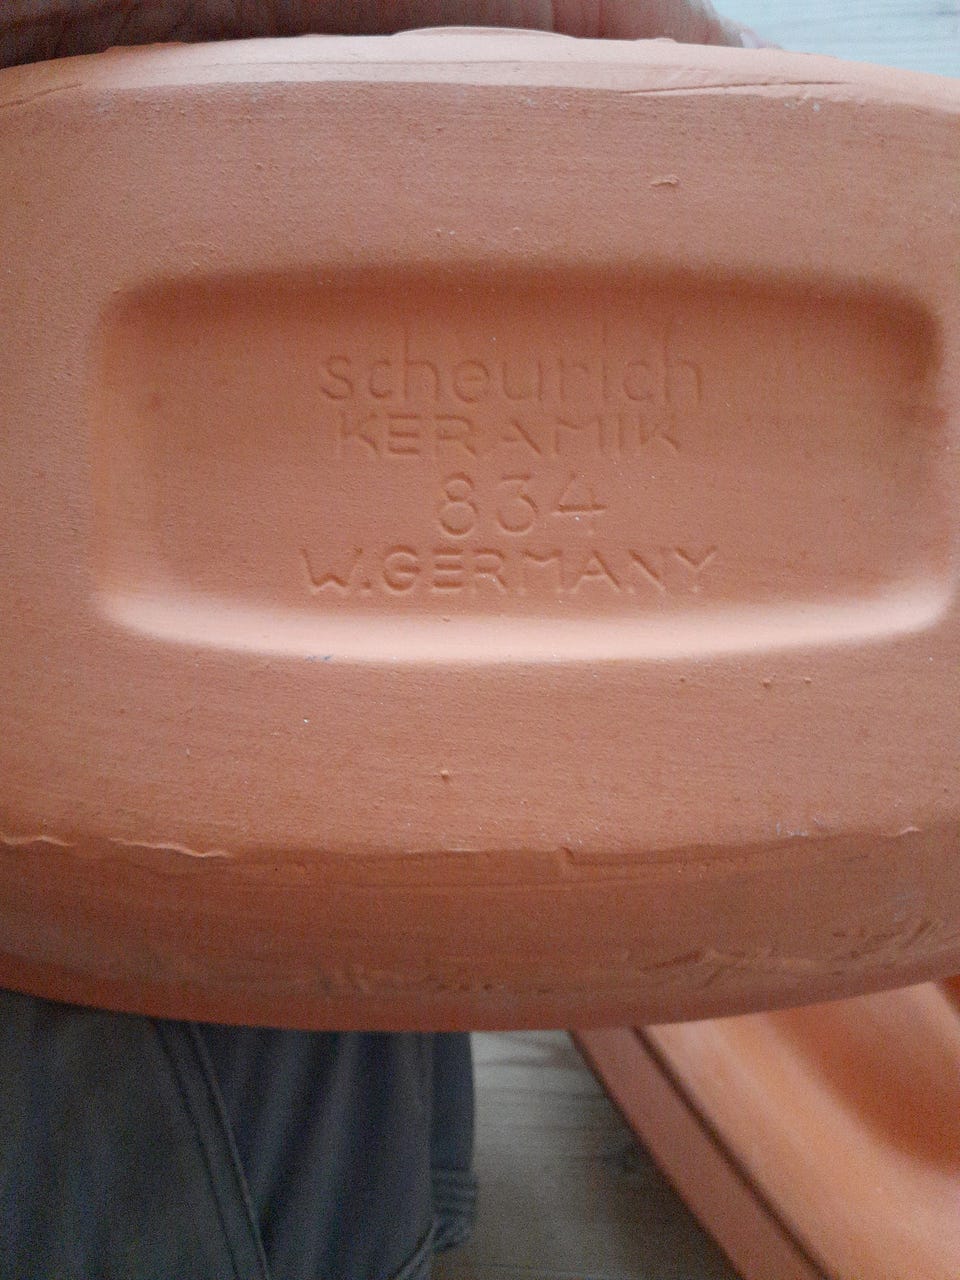 scheurich
KERAMIK
834
W.GERMANY